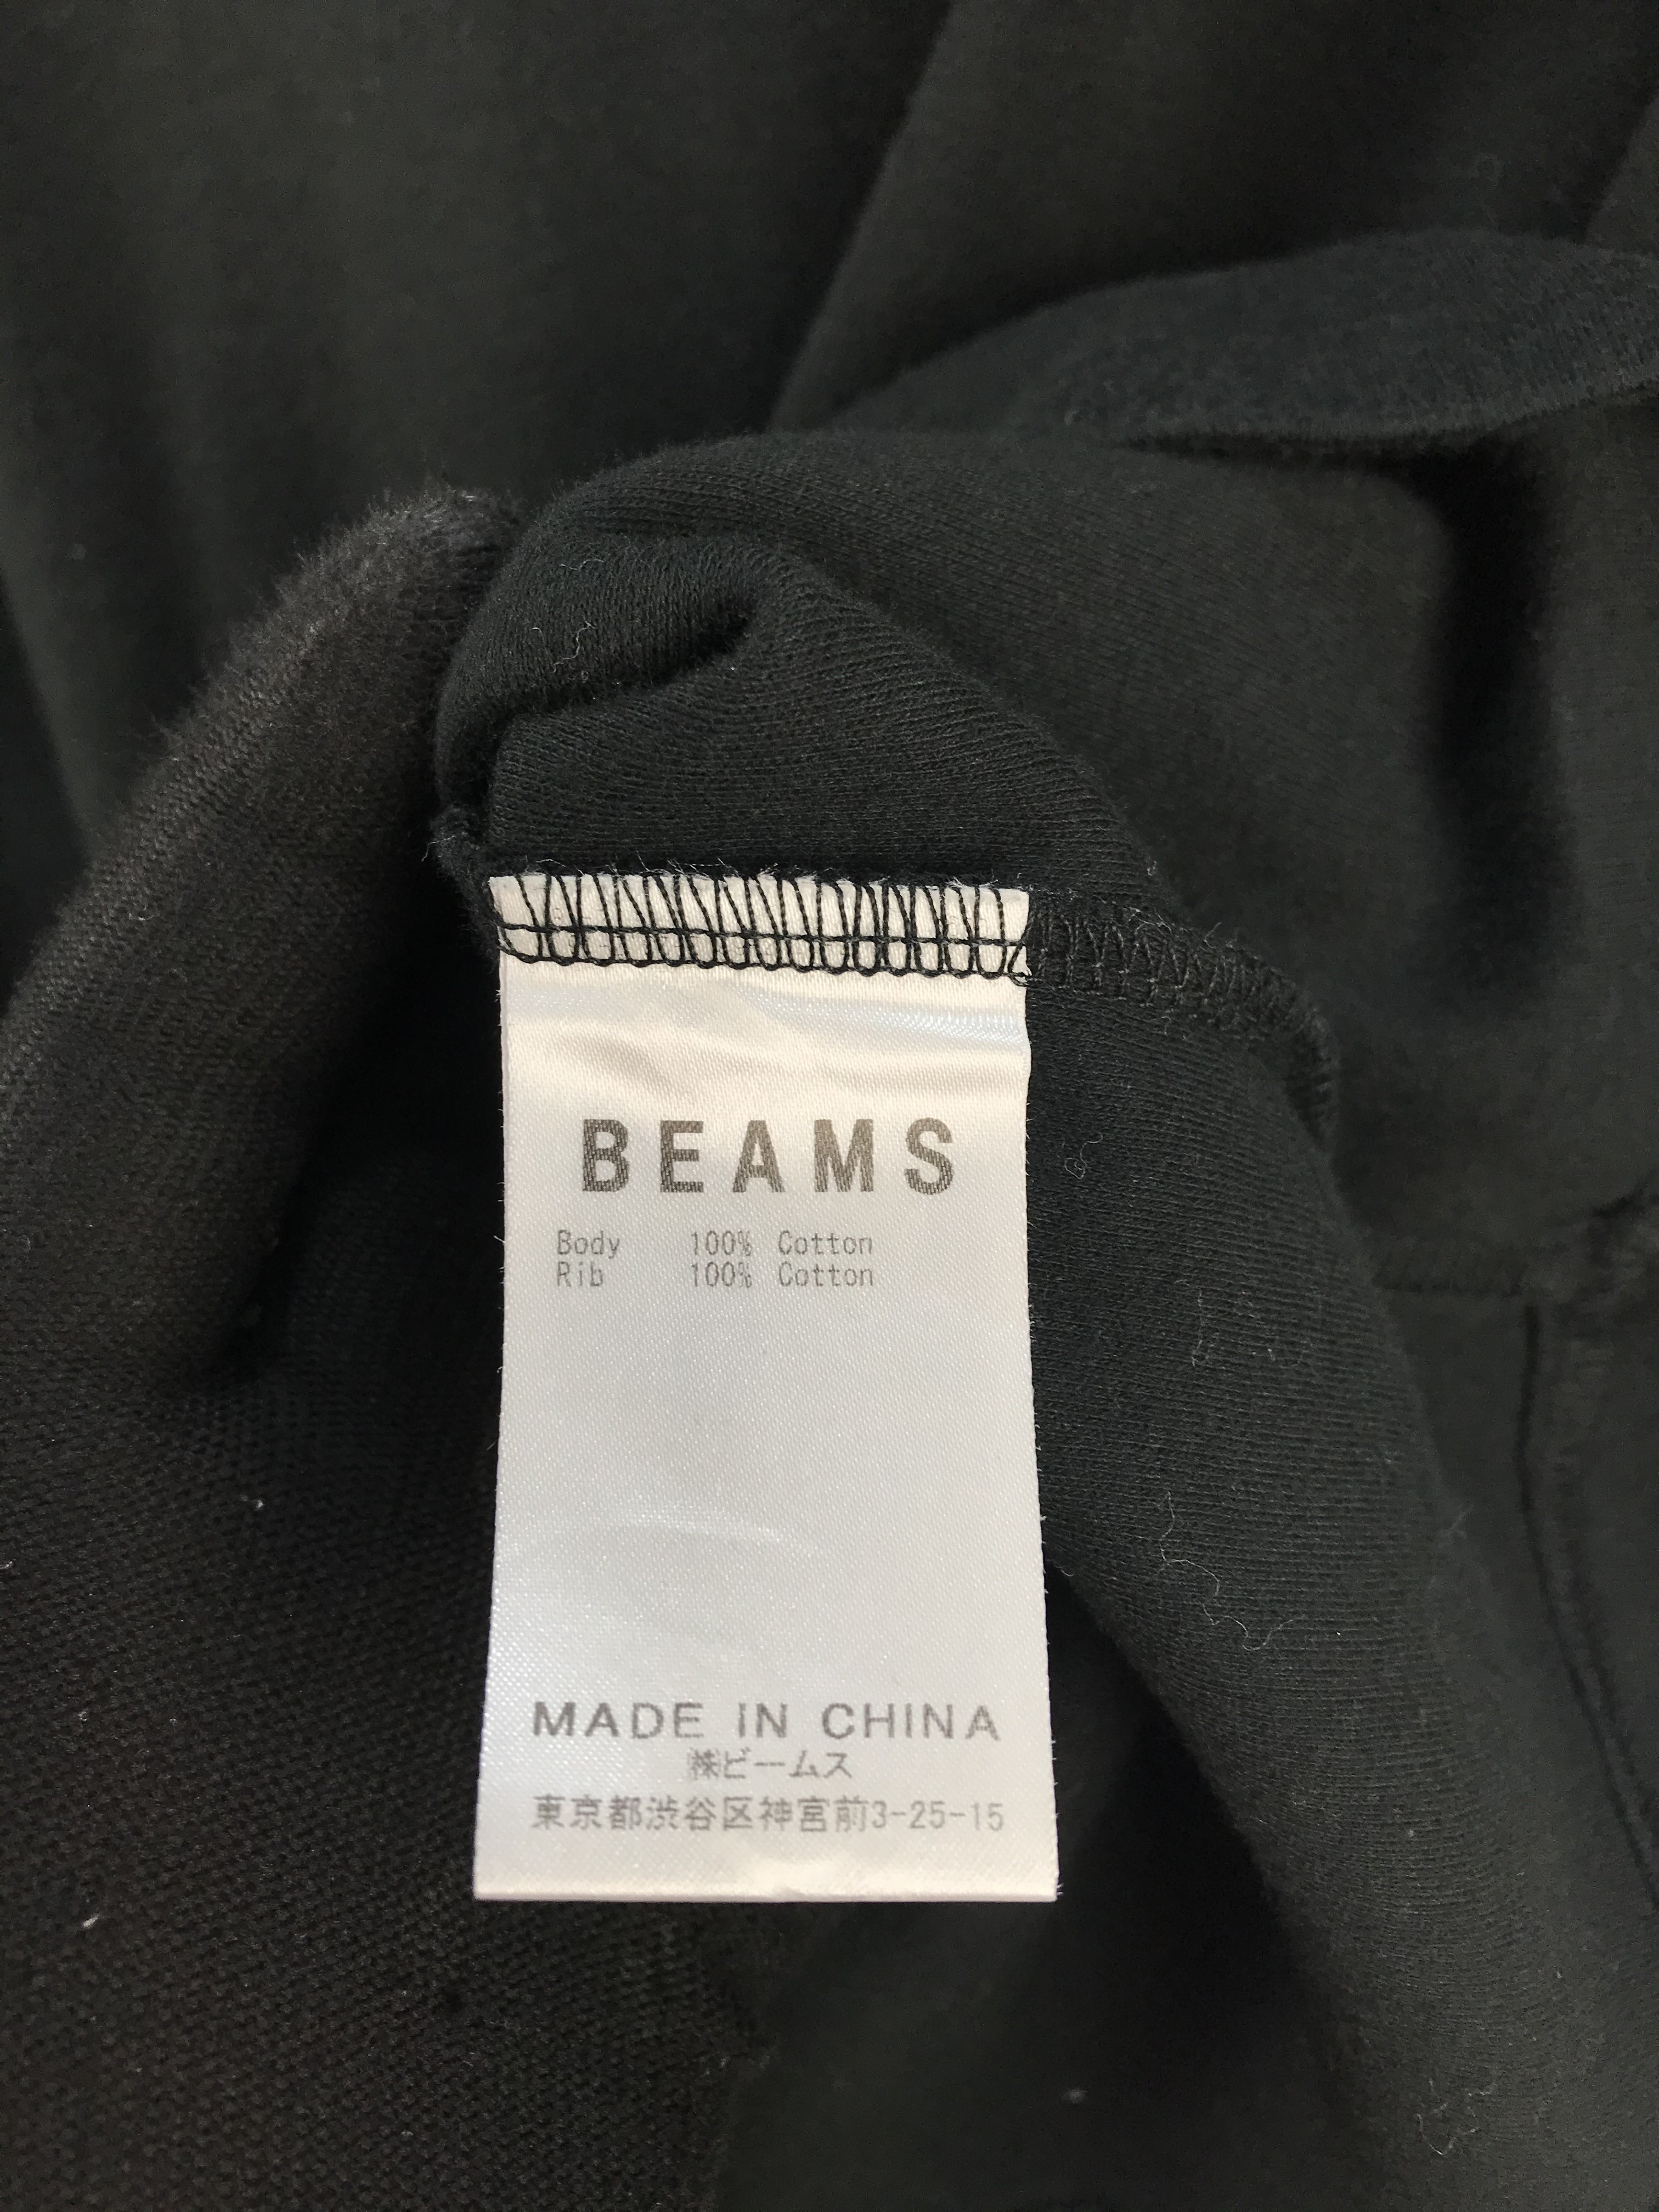 BEAMS
Body 100% Cotton
Rib 100% Cotton
MADE IN CHINA
㈱ビームス
東京都渋谷区神宮前3-25-15